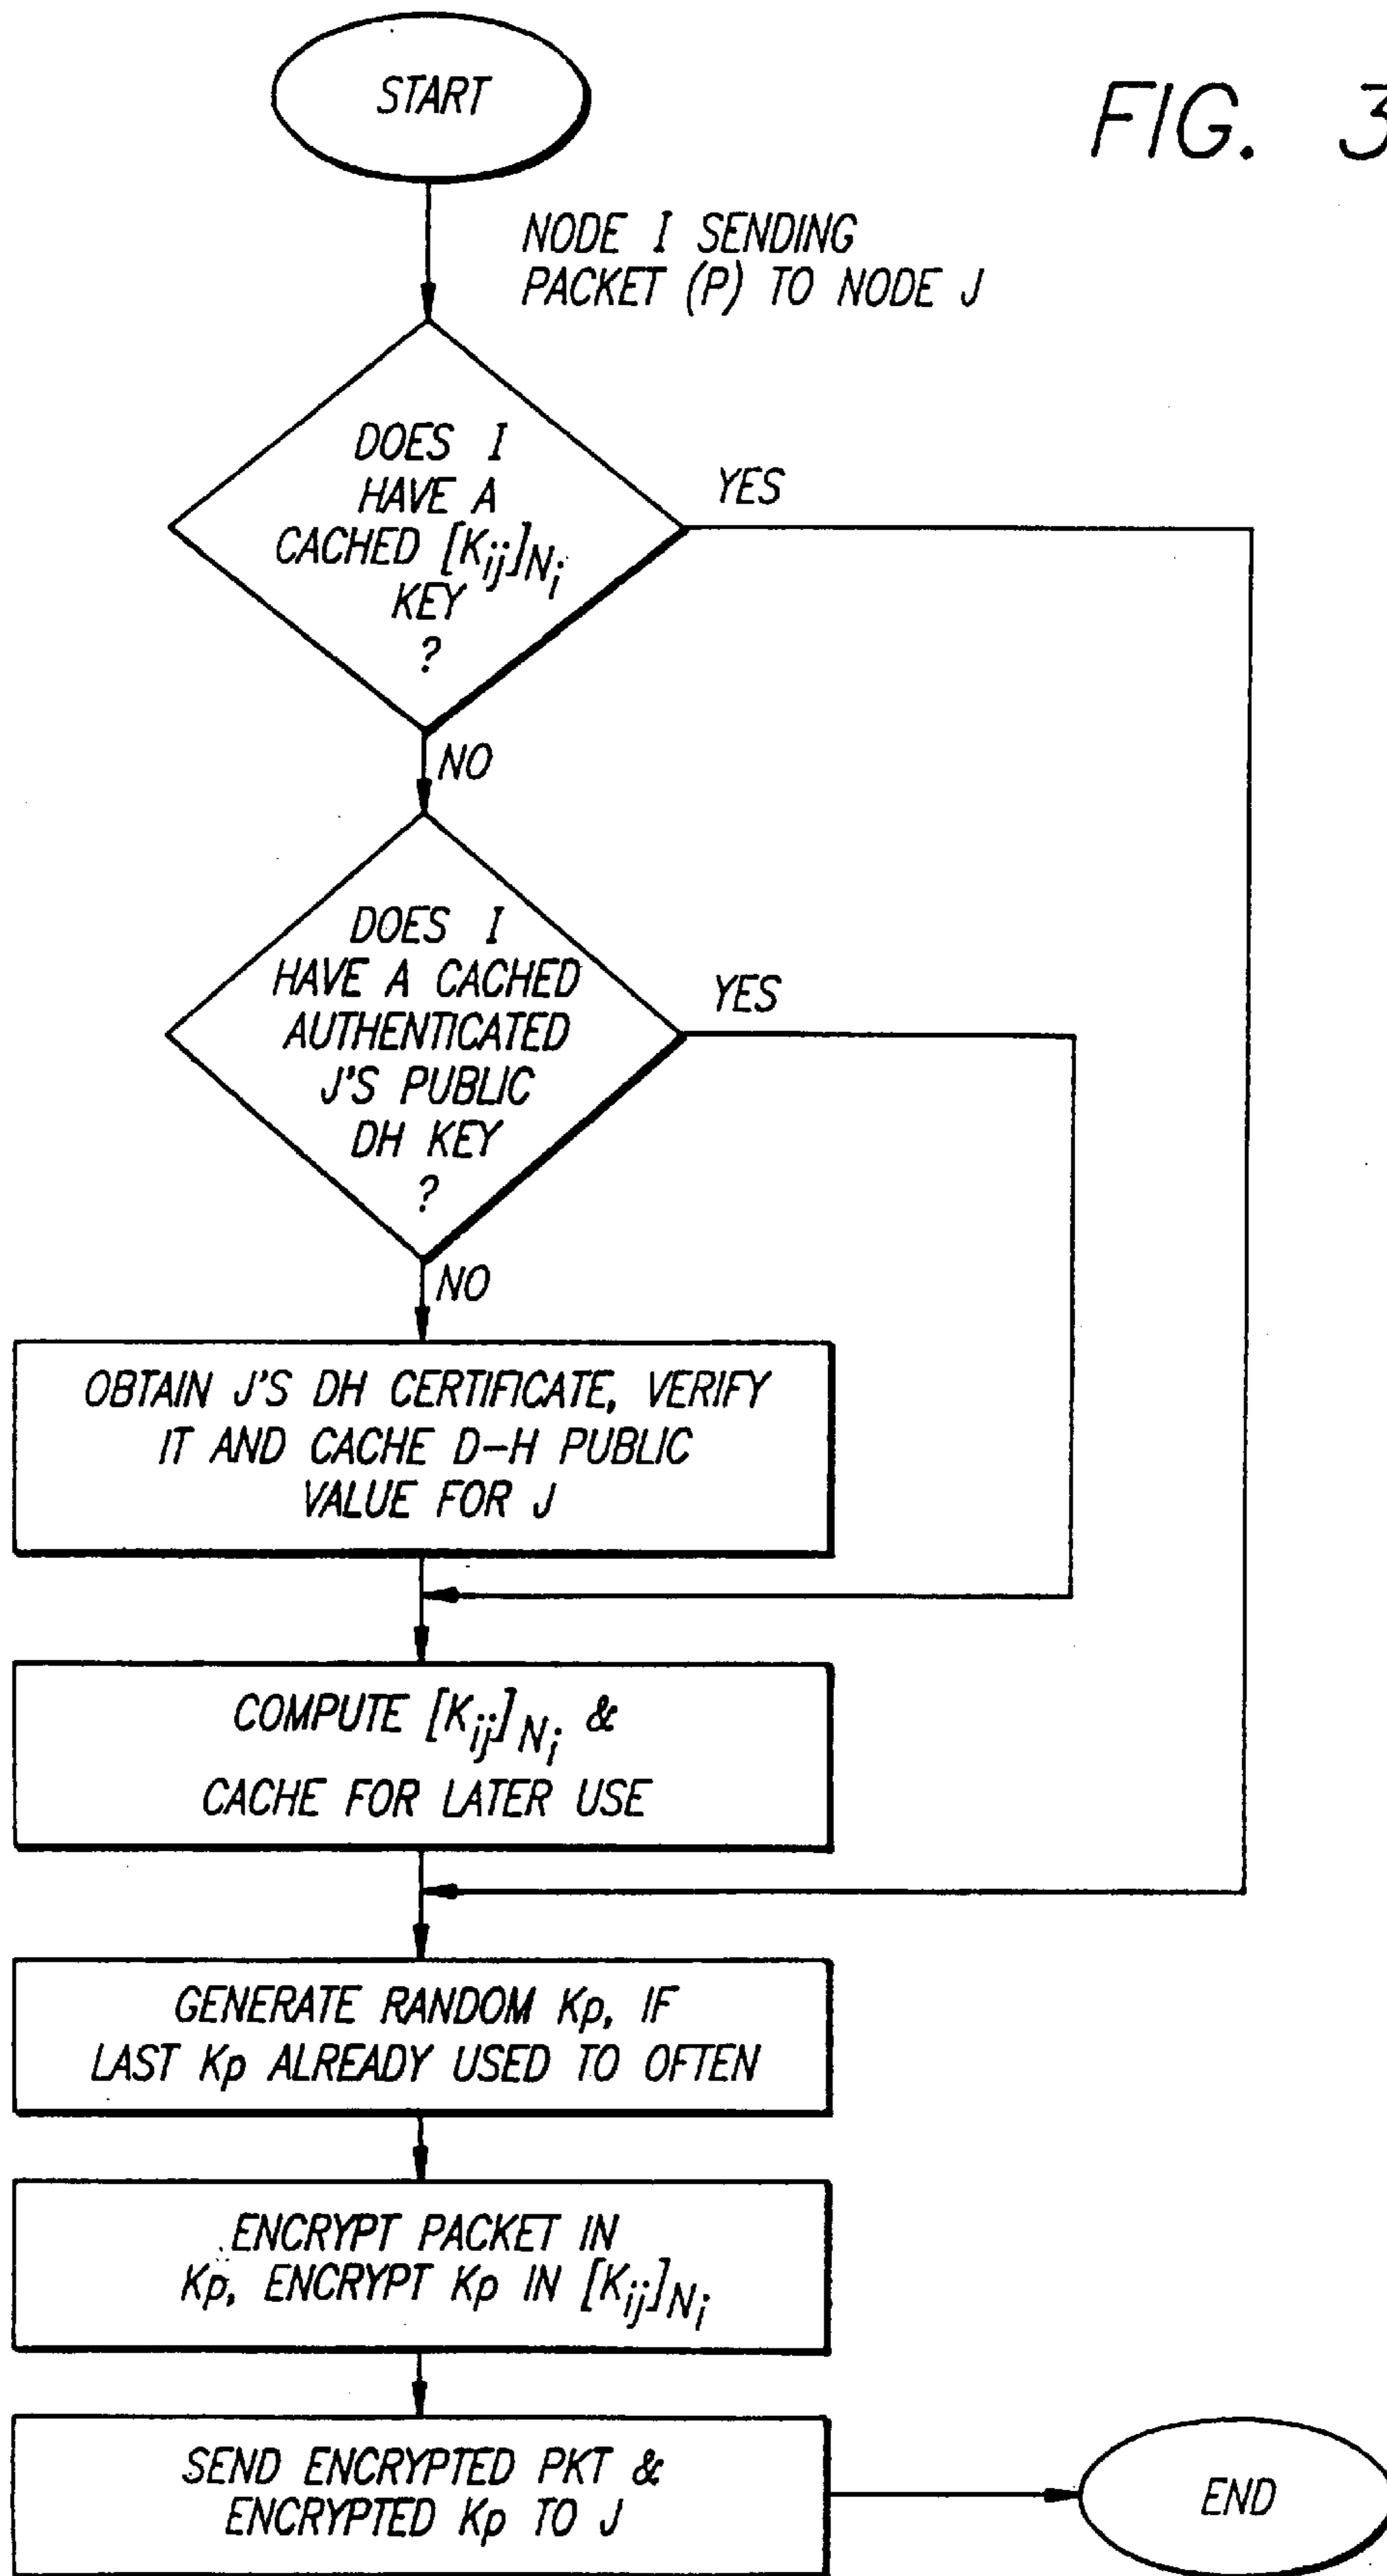 START
FIG. 3
NODE I SENDING
PACKET (P) TO NODE J
DOES I
HAVE A
CACHED [Kij]Ni
KEY
?
YES
NO
DOES I
HAVE A CACHED
AUTHENTICATED
J'S PUBLIC
DH KEY
?
YES
NO
OBTAIN J'S DH CERTIFICATE, VERIFY
IT AND CACHE D-H PUBLIC
VALUE FOR J
COMPUTE [Kij]Ni &
CACHE FOR LATER USE
GENERATE RANDOM Kp, IF
LAST Kp ALREADY USED TO OFTEN
ENCRYPT PACKET IN
Kp, ENCRYPT Kp IN [Kij]Ni
SEND ENCRYPTED PKT &
ENCRYPTED Kp TO J
END